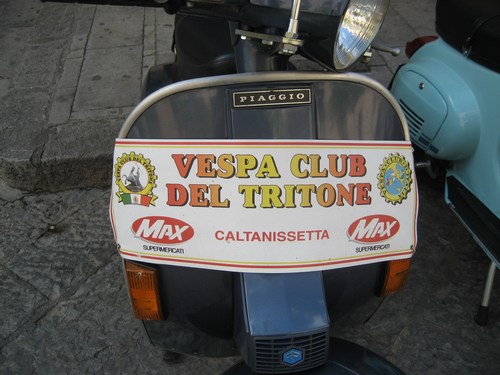 PIAGGIO
VESPA CLUB
DEL TRITONE
MAX
SUPERMERCATI
CALTANISSETTA
MAX
SUPERMERCATI